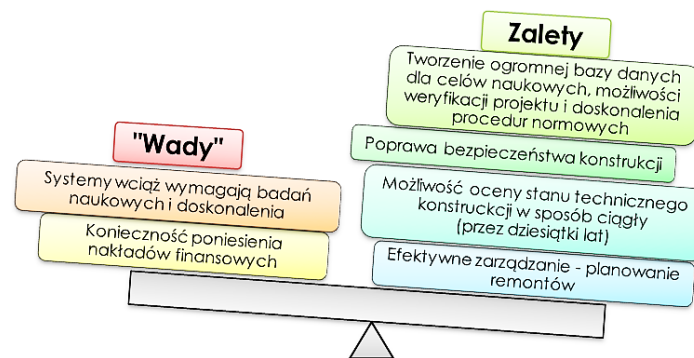 "Wady"
Systemy wciąż wymagają badań
naukowych i doskonalenia
Konieczność poniesienia
nakładów finansowych
Zalety
Tworzenie ogromnej bazy danych
dla celów naukowych, możliwości
weryfikacji projektu i doskonalenia
procedur normowych
Poprawa bezpieczeństwa konstrukcji
Możliwość oceny stanu technicznego
konstruckcji w sposób ciągły
(przez dziesiątki lat)
Efektywne zarządzanie - planowanie
remontów